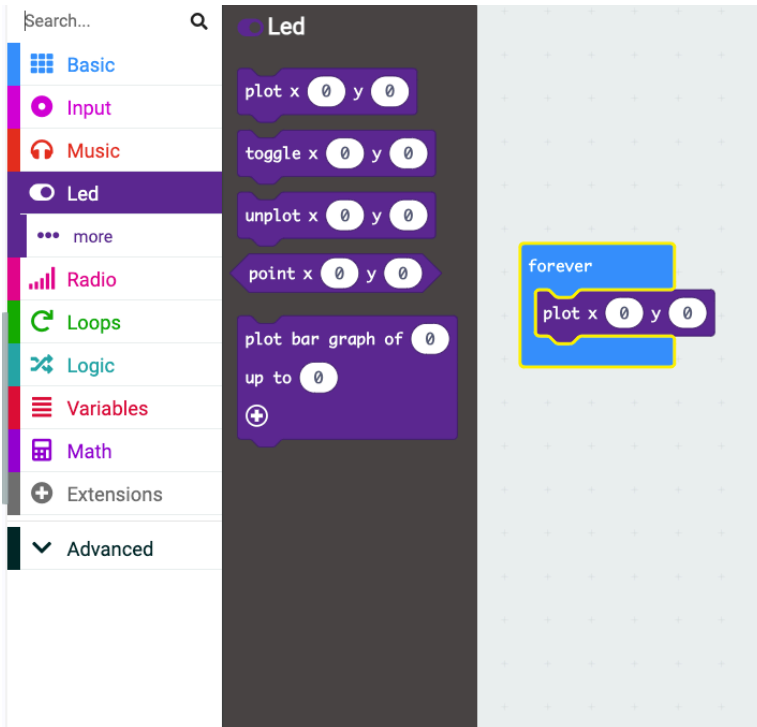 Search...
Basic
Input
Music
Led
more
Radio
Loops
Logic
Variables
Math
Extensions
Advanced
Led
plot x 0 y 0
toggle x 0 y 0
unplot x 0 y 0
point x 0 y 0
plot bar graph of 0
up to 0
forever
plot x 0 y 0